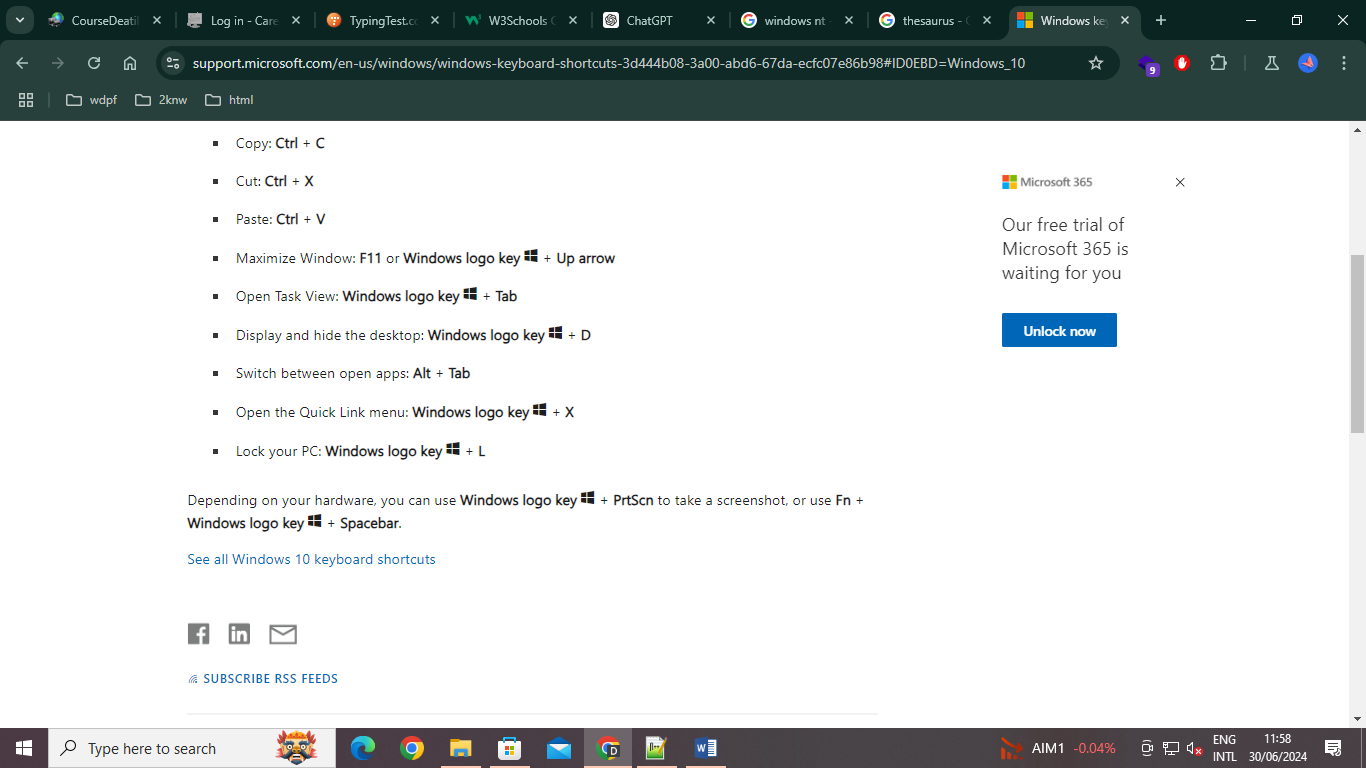 CourseDeatil
Log in - Care
TypingTest.c
W3Schools
ChatGPT
windows nt -
thesaurus -
Windows ke
support.microsoft.com/en-us/windows/windows-keyboard-shortcuts-3d444b08-3a00-abd6-67da-ecfc07e86b98#ID0EBD=Windows_10
9
wdpf
2knw
html
Copy: Ctrl + C
Cut: Ctrl + X
Paste: Ctrl + V
Maximize Window: F11 or Windows logo key + Up arrow
Open Task View: Windows logo key + Tab
Display and hide the desktop: Windows logo key + D
Switch between open apps: Alt + Tab
Open the Quick Link menu: Windows logo key + X
Lock your PC: Windows logo key + L
Depending on your hardware, you can use Windows logo key + PrtScn to take a screenshot, or use Fn +
Windows logo key + Spacebar.
See all Windows 10 keyboard shortcuts
SUBSCRIBE RSS FEEDS
Microsoft 365
Our free trial of
Microsoft 365 is
waiting for you
Unlock now
Type here to search
AIM1 -0.04%
ENG
INTL
11:58
30/06/2024